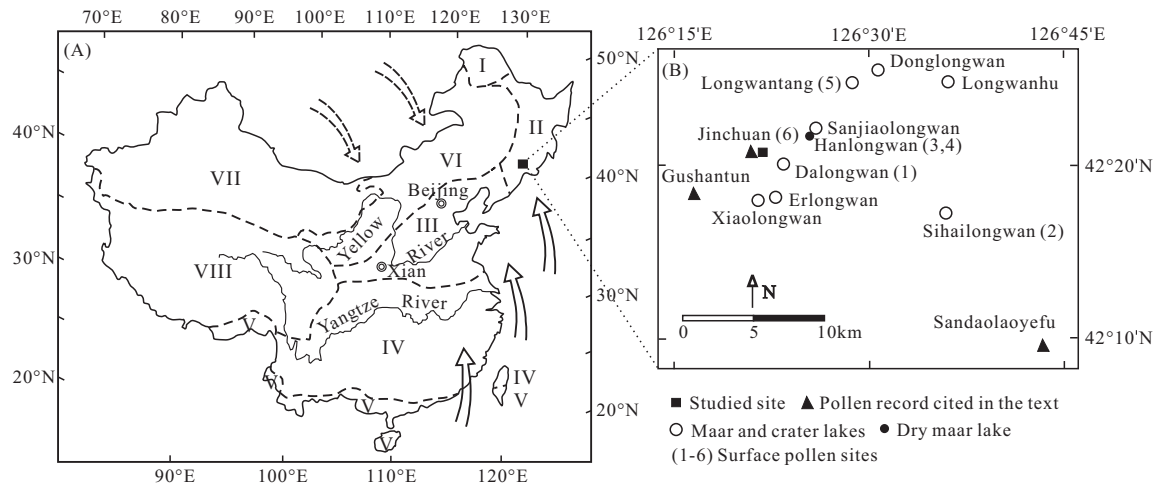 70°E 80°E 90°E 100°E 110°E 120°E 130°E
(A)
50°N
40°N
40°N
30°N
30°N
20°N
20°N
90°E 100°E 110°E 120°E
I
II
VI
VII
Beijing
III
Yellow
River
VIII
Xian
Yangtze
River
V
IV
V
V
V
IV
V
126°15'E 126°30'E 126°45'E
(B)
Donglongwan
Longwantang (5)
Longwanhu
Sanjiaolongwan
Jinchuan (6)
Hanlongwan (3,4)
42°20'N
Dalongwan (1)
Gushantun
Erlongwan
Xiaolongwan
Sihailongwan (2)
N
0 5 10km
Sandaolaoyefu
42°10'N
Studied site Pollen record cited in the text
Maar and crater lakes Dry maar lake
(1-6) Surface pollen sites